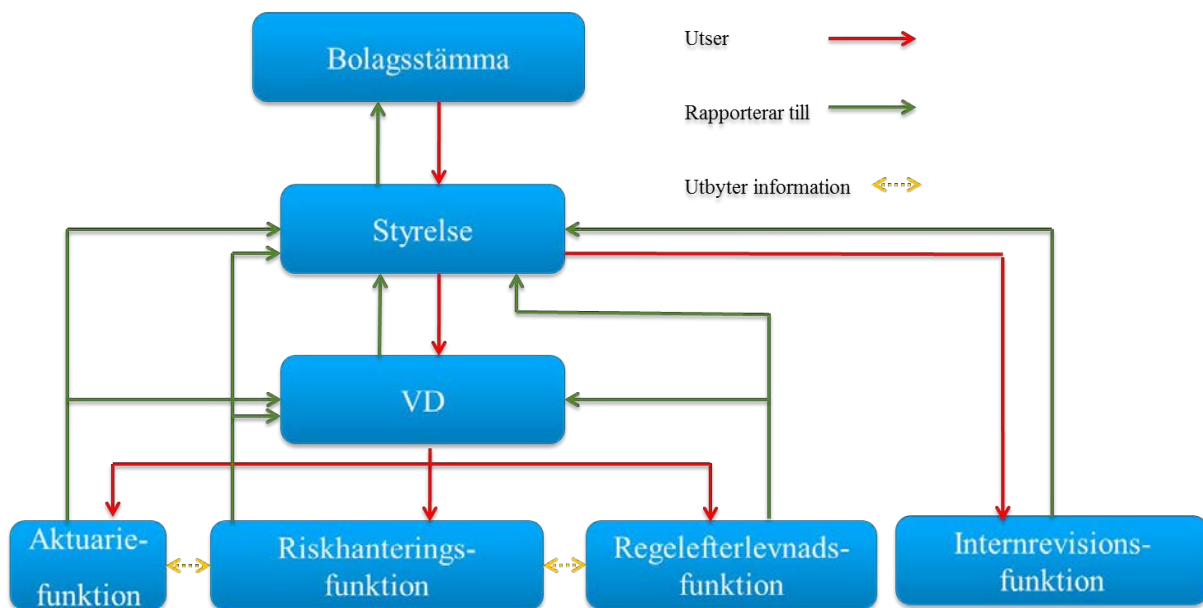 Bolagsstämma
Utser
Rapporterar till
Utbyter information
Styrelse
VD
Aktuarie-
funktion
Riskhanterings-
funktion
Regelefterlevnads-
funktion
Internrevisions-
funktion